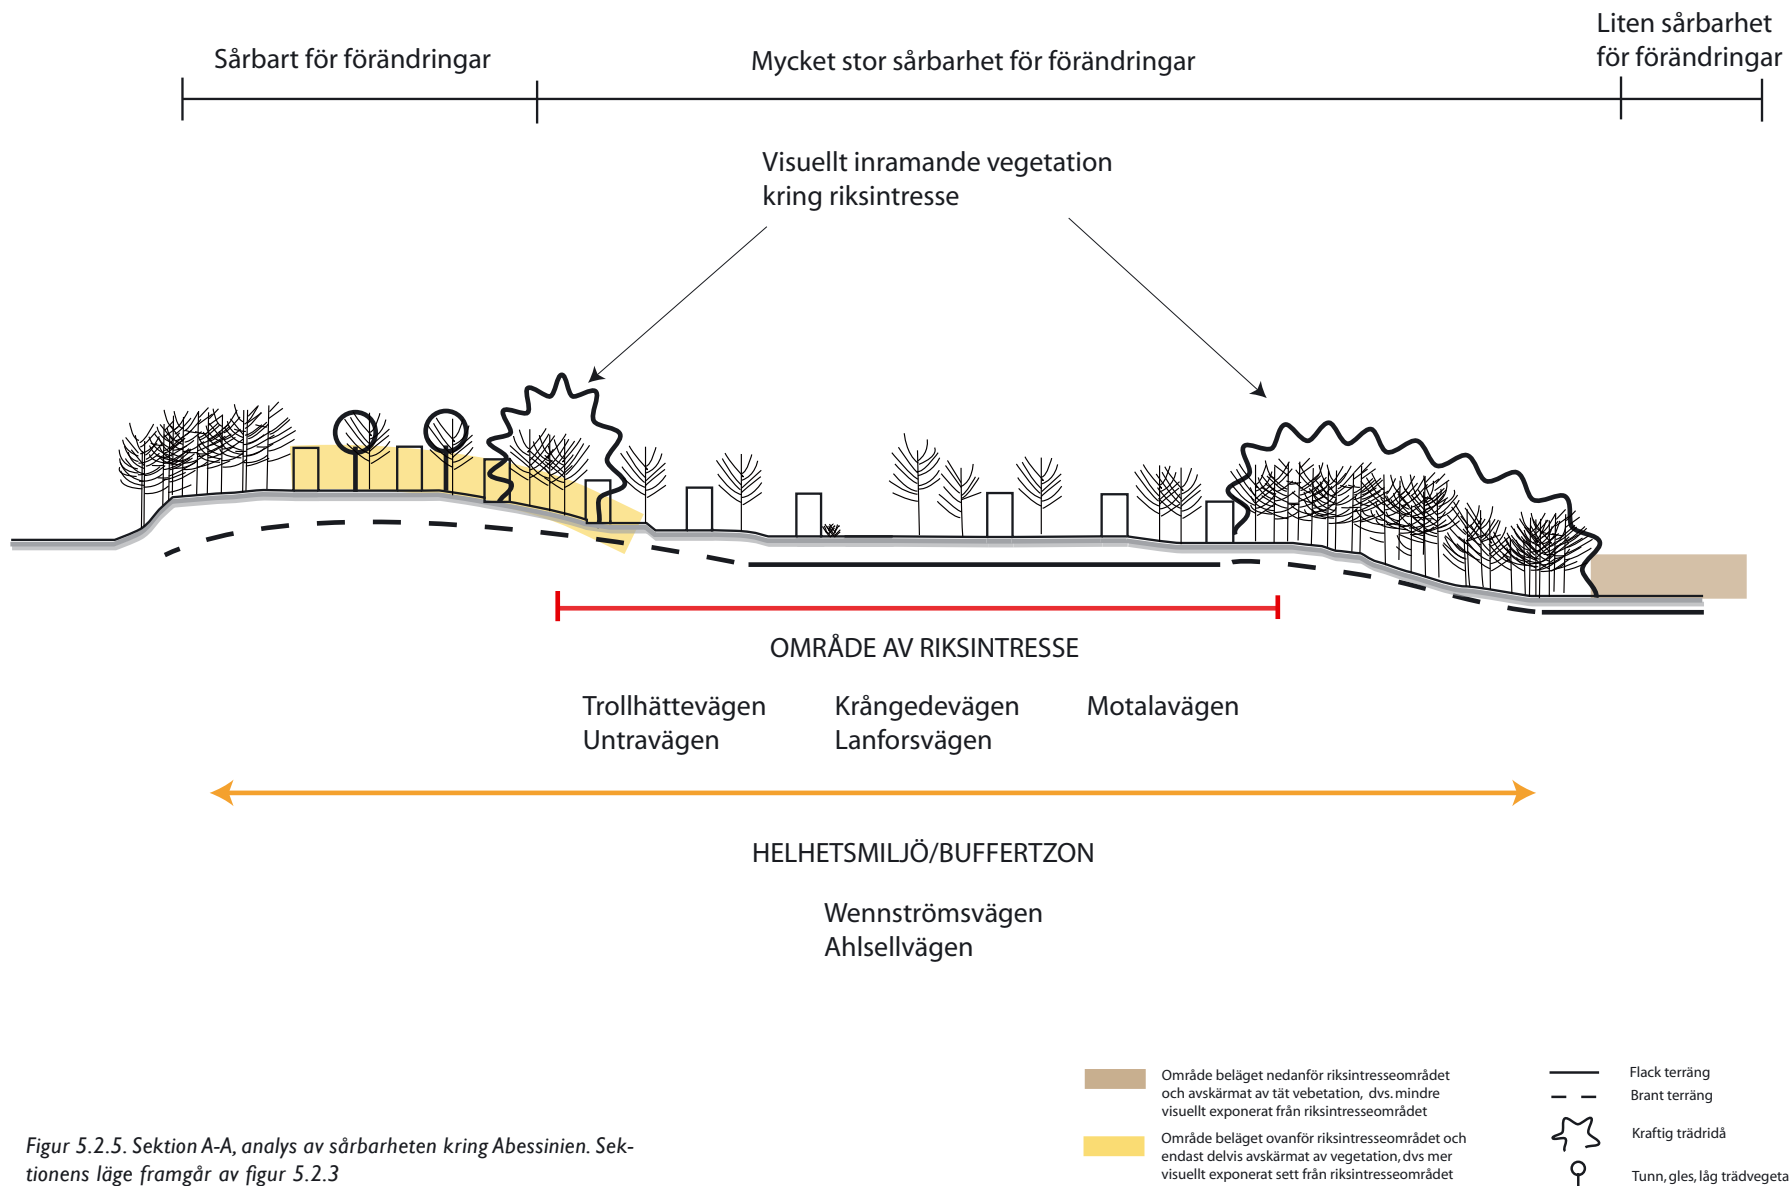 Sårbart för förändringar
Mycket stor sårbarhet för förändringar
Liten sårbarhet
för förändringar
Visuellt inramande vegetation
kring riksintresse
OMRÅDE AV RIKSINTRESSE
Trollhättevägen
Untravägen
Krångedevägen
Lanforsvägen
Motalavägen
HELHETSMILJÖ/BUFFERTZON
Wennströmsvägen
Ahlsellvägen
Område beläget nedanför riksintresseområdet
och avskärmat av tät vebetation, dvs. mindre
visuellt exponerat från riksintresseområdet
Område beläget ovanför riksintresseområdet och
endast delvis avskärmat av vegetation, dvs mer
visuellt exponerat sett från riksintresseområdet
Flack terräng
Brant terräng
Kraftig trädridå
Tunn, gles, låg trädvegeta
Figur 5.2.5. Sektion A-A, analys av sårbarheten kring Abessinien. Sek-
tionens läge framgår av figur 5.2.3